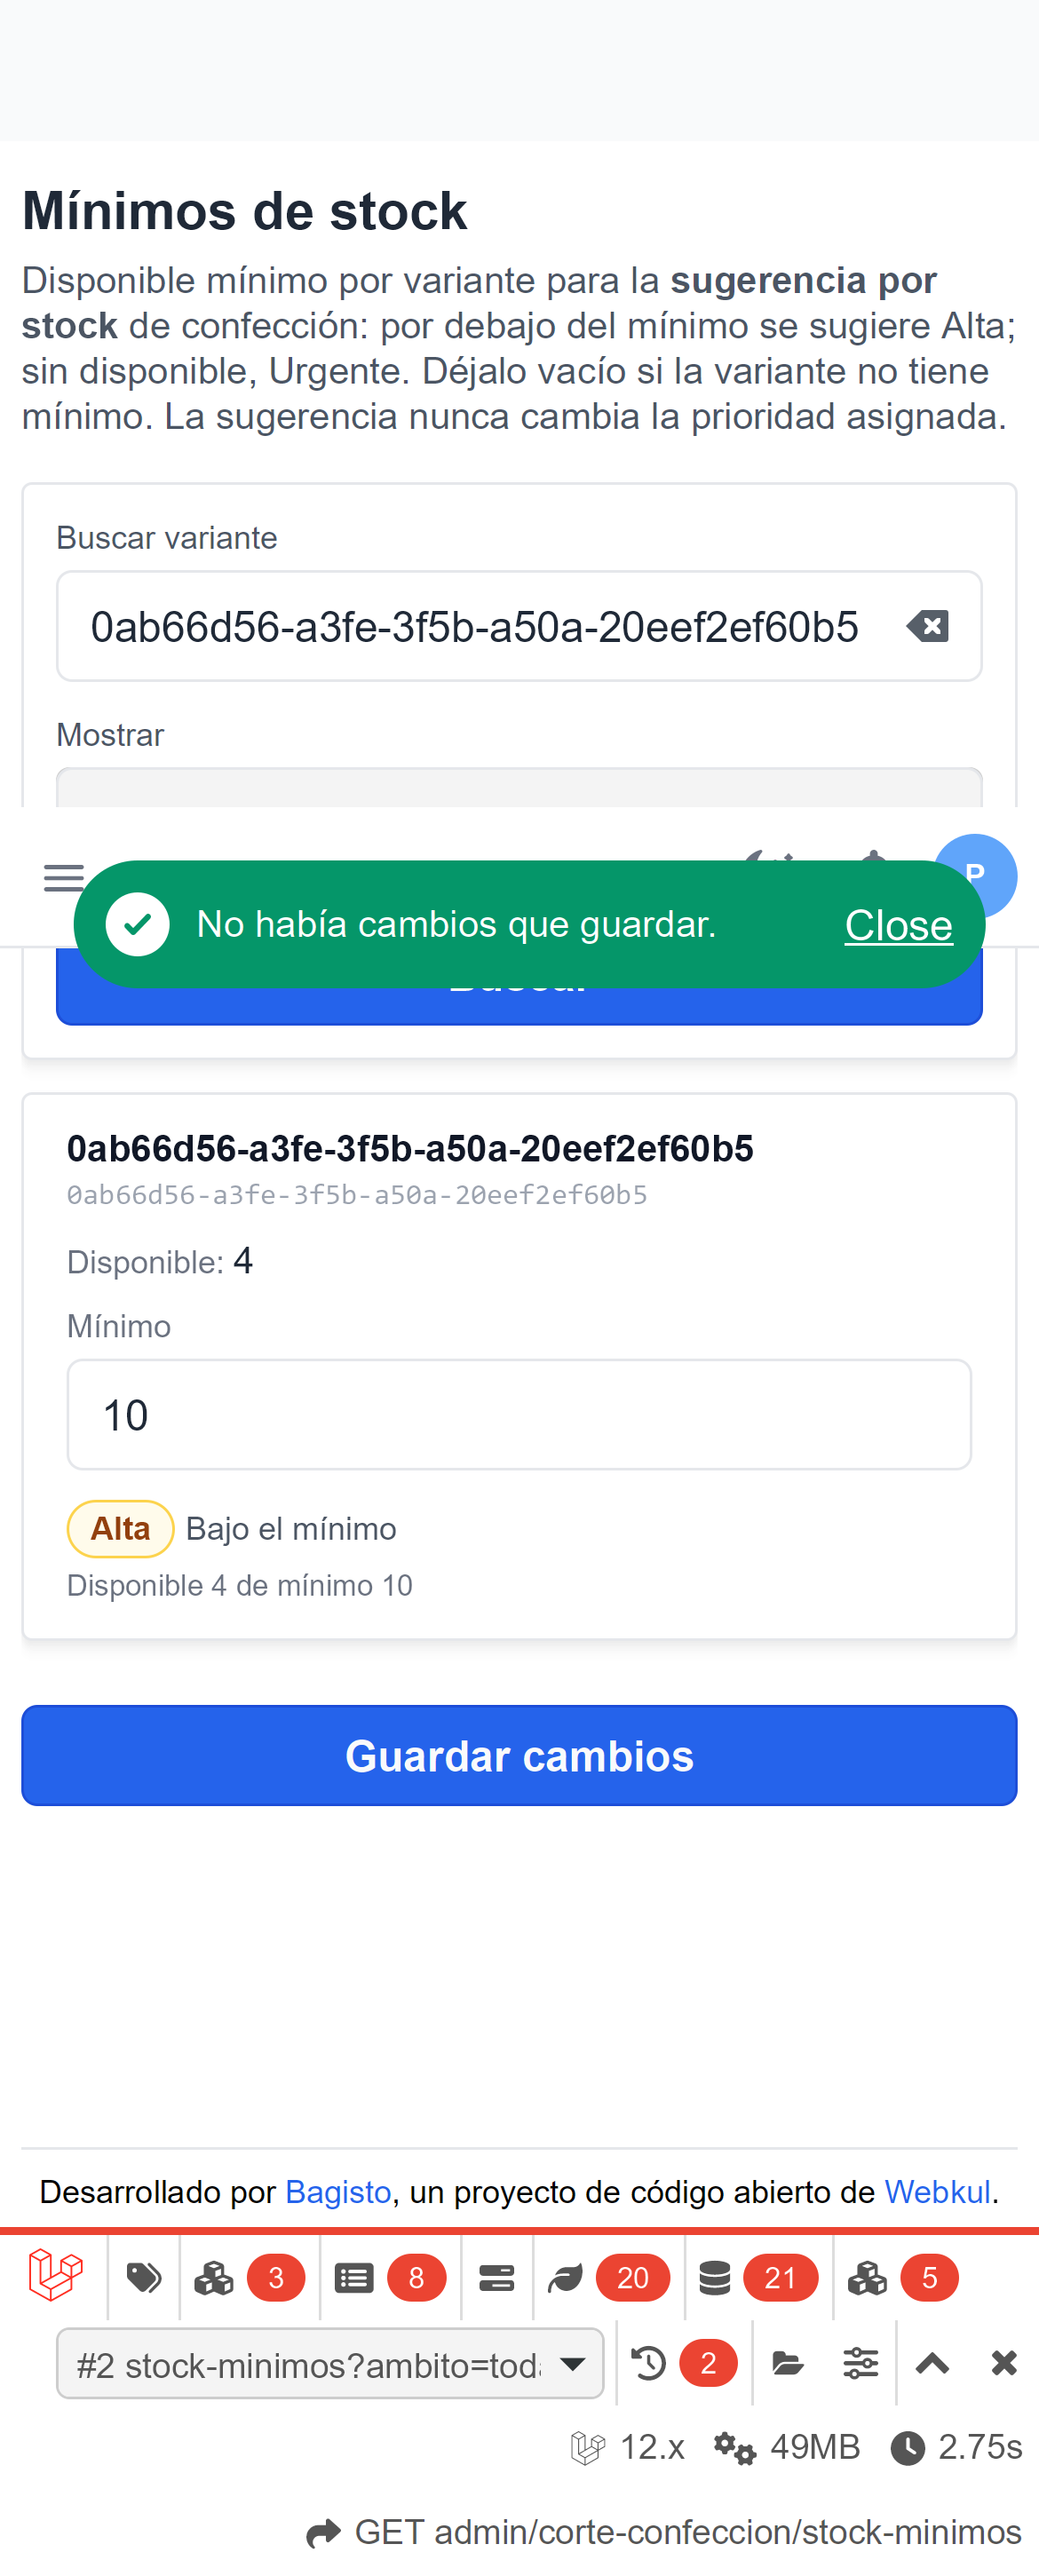 Mínimos de stock
Disponible mínimo por variante para la sugerencia por
stock de confección: por debajo del mínimo se sugiere Alta;
sin disponible, Urgente. Déjalo vacío si la variante no tiene
mínimo. La sugerencia nunca cambia la prioridad asignada.
Buscar variante
0ab66d56-a3fe-3f5b-a50a-20eef2ef60b5
Mostrar
P
No había cambios que guardar.
Close
0ab66d56-a3fe-3f5b-a50a-20eef2ef60b5
0ab66d56-a3fe-3f5b-a50a-20eef2ef60b5
Disponible: 4
Mínimo
10
Alta Bajo el mínimo
Disponible 4 de mínimo 10
Guardar cambios
Desarrollado por Bagisto, un proyecto de código abierto de Webkul.
3 8 20 21 5
#2 stock-minimos?ambito=tod 2
12.x 49MB 2.75s
GET admin/corte-confeccion/stock-minimos